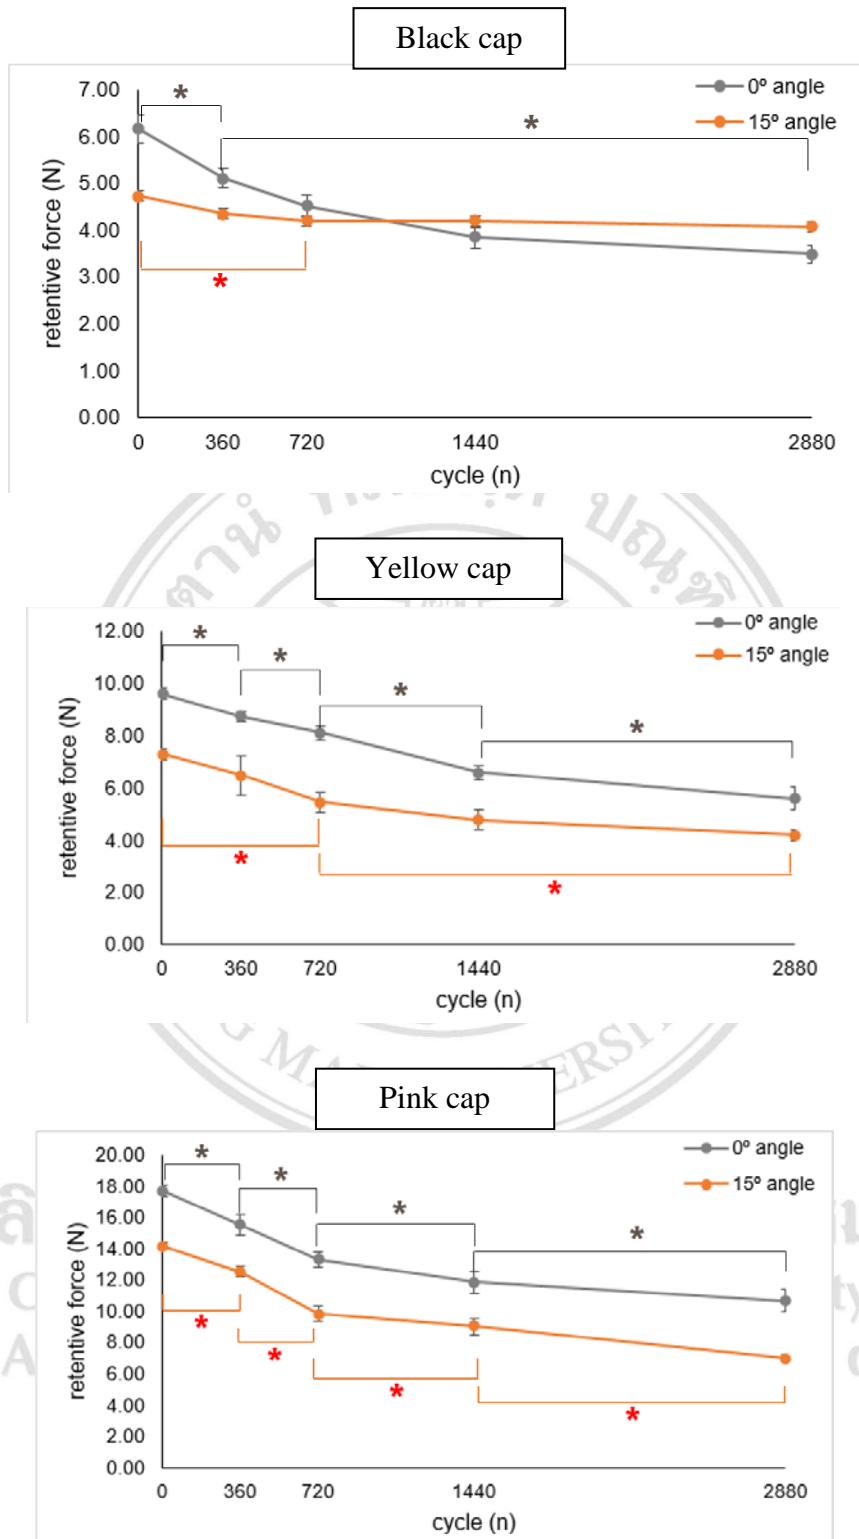 Black cap
7.00
6.00
5.00
4.00
3.00
2.00
1.00
0.00
retentive force (N)
*
*
*
0º angle
15º angle
0 360 720 1440 2880
cycle (n)
Yellow cap
12.00
10.00
8.00
6.00
4.00
2.00
0.00
retentive force (N)
*
*
*
*
*
*
0º angle
15º angle
0 360 720 1440 2880
cycle (n)
Pink cap
20.00
18.00
16.00
14.00
12.00
10.00
8.00
6.00
4.00
2.00
0.00
retentive force (N)
*
*
*
*
*
*
*
*
0º angle
15º angle
0 360 720 1440 2880
cycle (n)